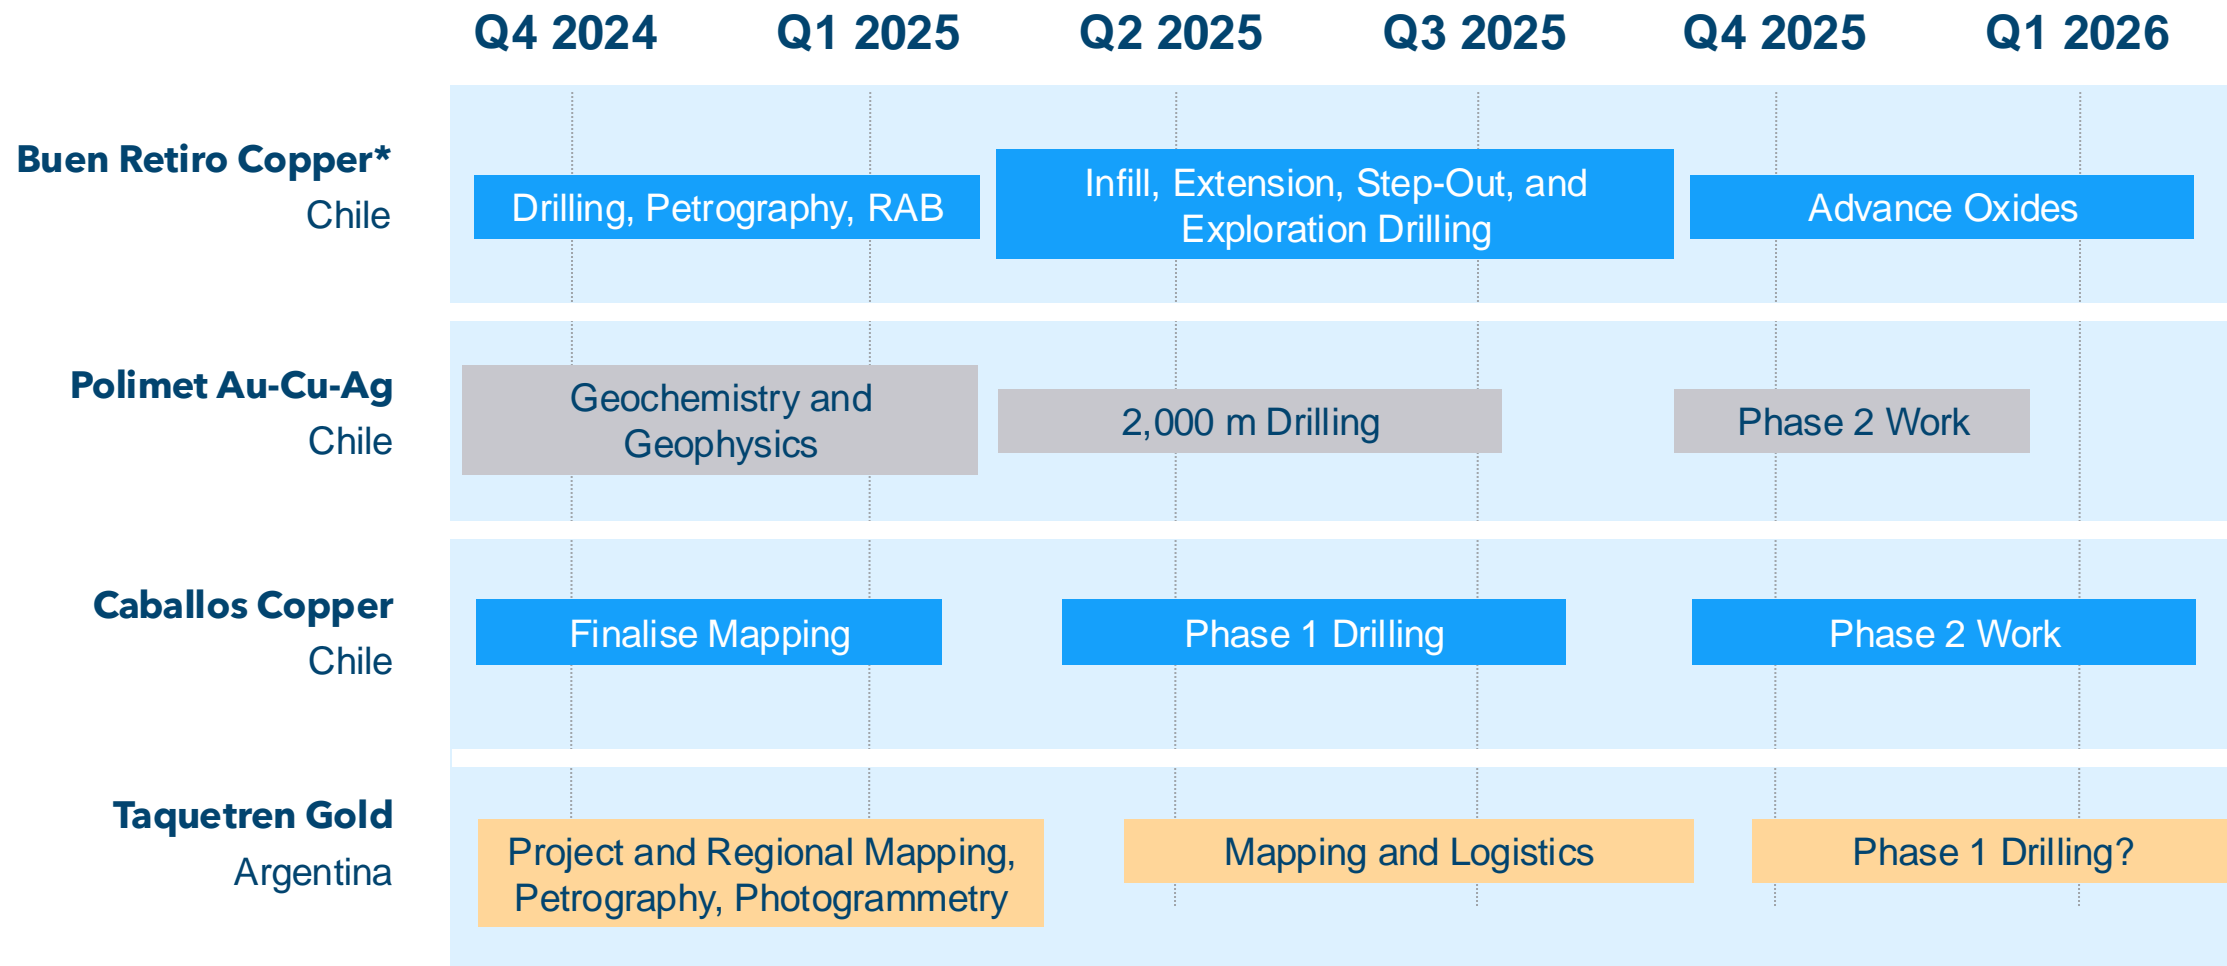 Q4 2024 Q1 2025 Q2 2025 Q3 2025 Q4 2025 Q1 2026
Buen Retiro Copper*
Chile
Drilling, Petrography, RAB
Infill, Extension, Step-Out, and
Exploration Drilling
Advance Oxides
Polimet Au-Cu-Ag
Chile
Geochemistry and
Geophysics
2,000 m Drilling
Phase 2 Work
Caballos Copper
Chile
Finalise Mapping
Phase 1 Drilling
Phase 2 Work
Taquetren Gold
Argentina
Project and Regional Mapping,
Petrography, Photogrammetry
Mapping and Logistics
Phase 1 Drilling?